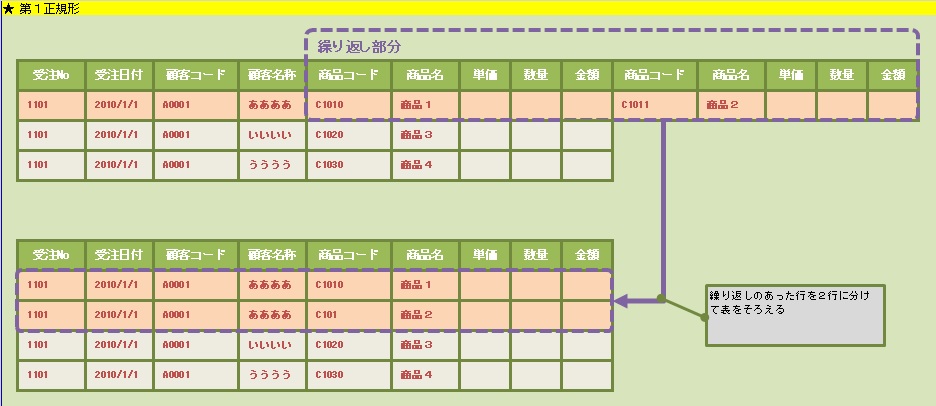 ★ 第１正規形
繰り返し部分
受注No 受注日付 顧客コード 顧客名称 商品コード 商品名 単価 数量 金額 商品コード 商品名 単価 数量 金額
1101 2010/1/1 A0001 ああああ C1010 商品１ C1011 商品２
1101 2010/1/1 A0001 いいいい C1020 商品３
1101 2010/1/1 A0001 うううう C1030 商品４
受注No 受注日付 顧客コード 顧客名称 商品コード 商品名 単価 数量 金額
1101 2010/1/1 A0001 ああああ C1010 商品１
1101 2010/1/1 A0001 ああああ C101 商品２
1101 2010/1/1 A0001 いいいい C1020 商品３
1101 2010/1/1 A0001 うううう C1030 商品４
繰り返しのあった行を２行に分け
て表をそろえる